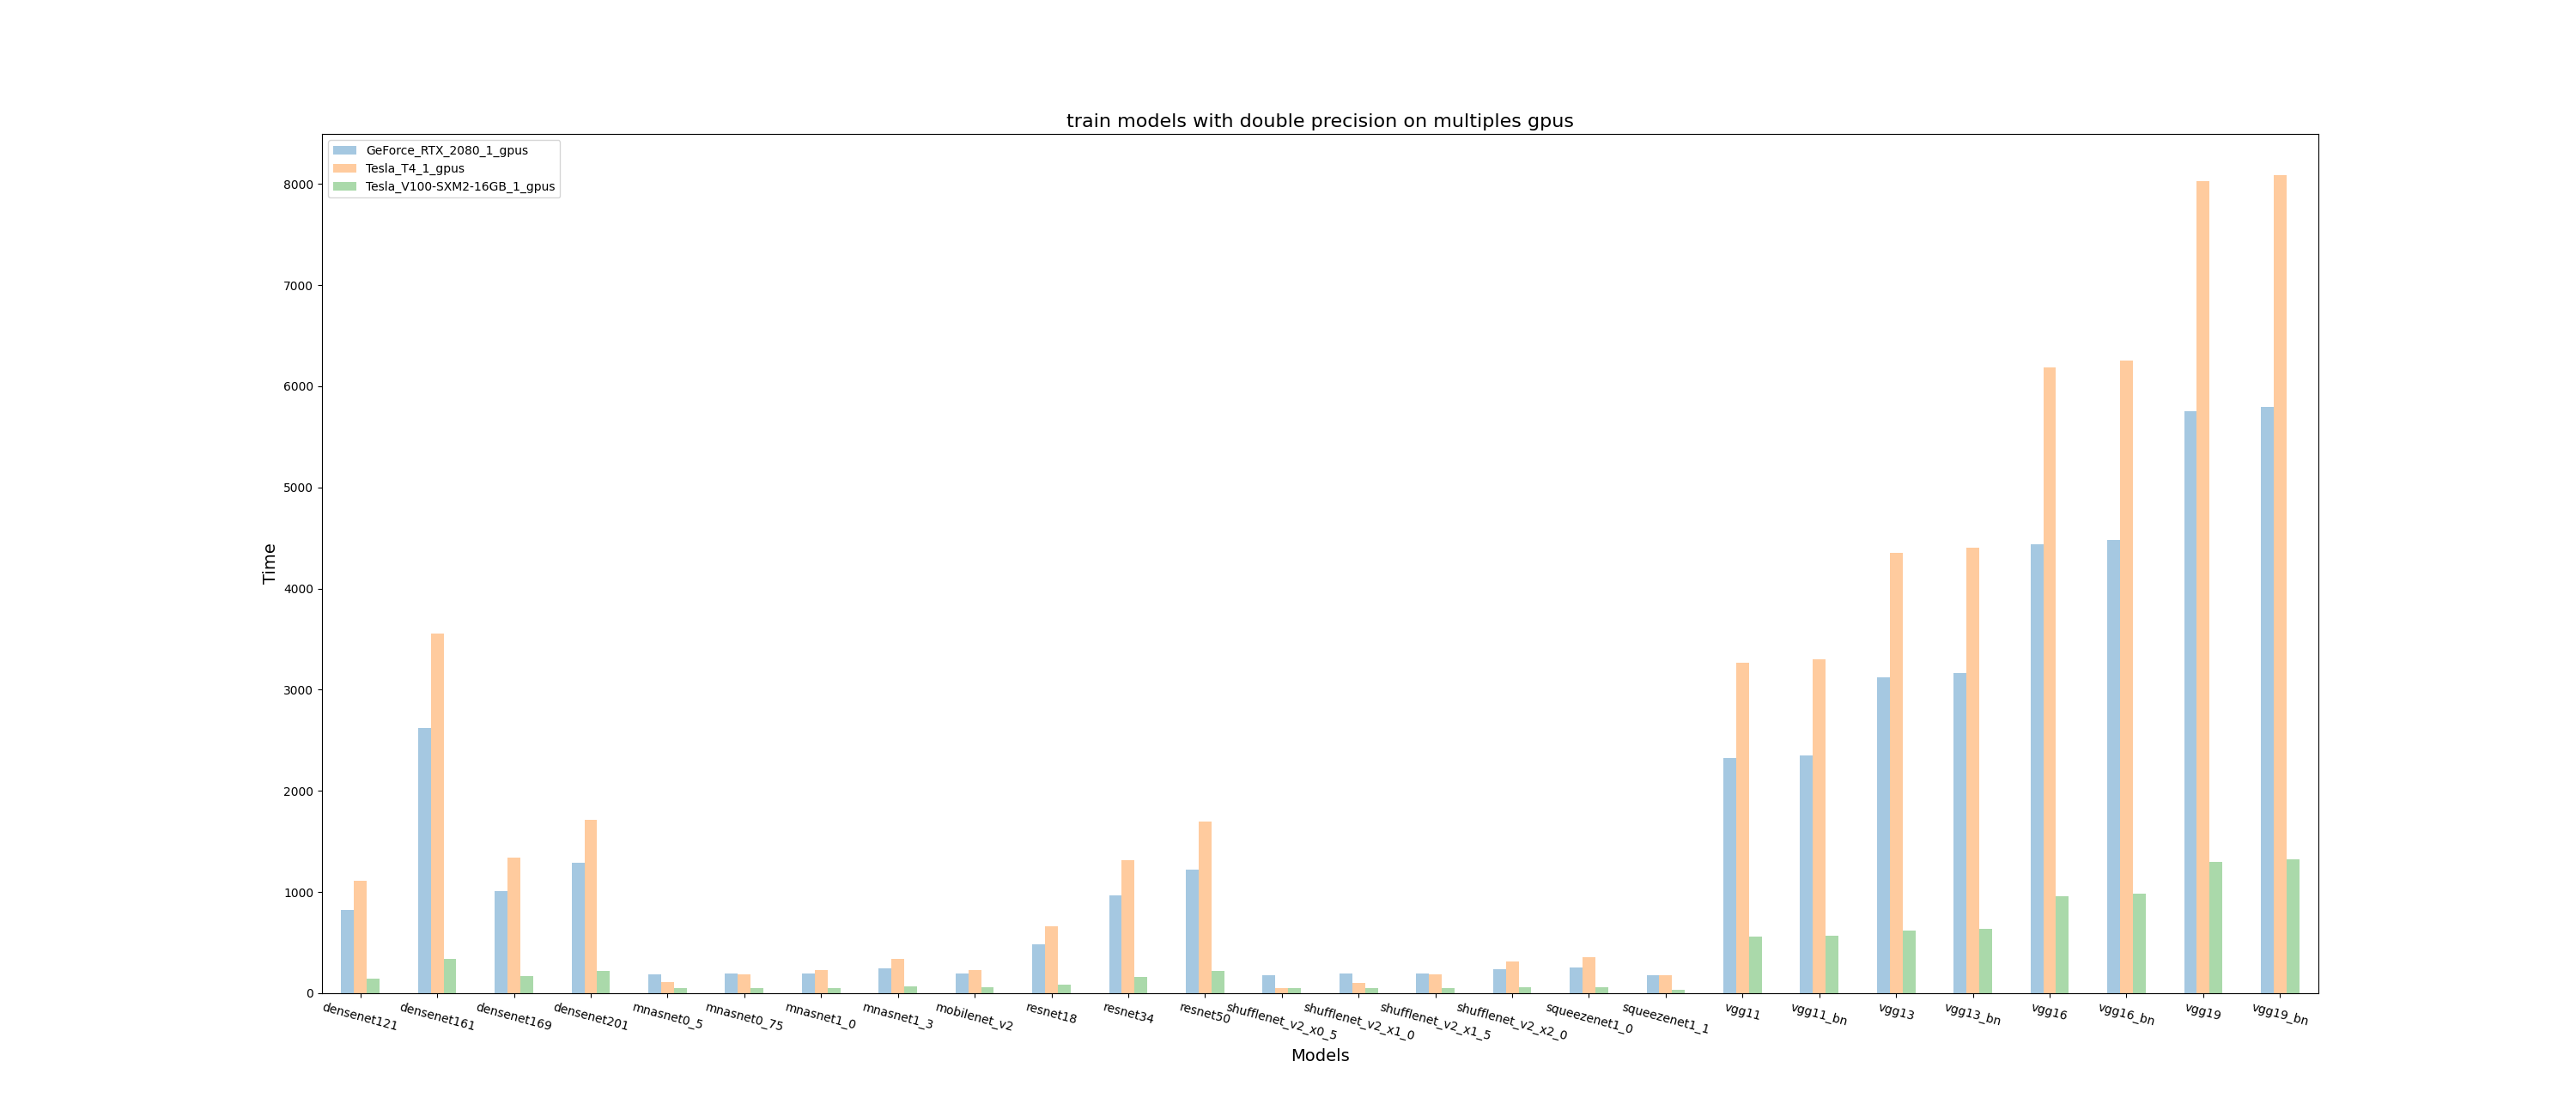 train models with double precision on multiples gpus
GeForce_RTX_2080_1_gpus
Tesla_T4_1_gpus
Tesla_V100-SXM2-16GB_1_gpus
8000
7000
6000
5000
4000
3000
2000
1000
0
Time
densenet121
densenet161
densenet169
densenet201
mnasnet0_5
mnasnet0_75
mnasnet1_0
mnasnet1_3
mobilenet_v2
resnet18
resnet34
resnet50
shufflenet_v2_x0_5
shufflenet_v2_x1_0
shufflenet_v2_x1_5
shufflenet_v2_x2_0
squeezenet1_0
squeezenet1_1
vgg11
vgg11_bn
vgg13
vgg13_bn
vgg16
vgg16_bn
vgg19
vgg19_bn
Models